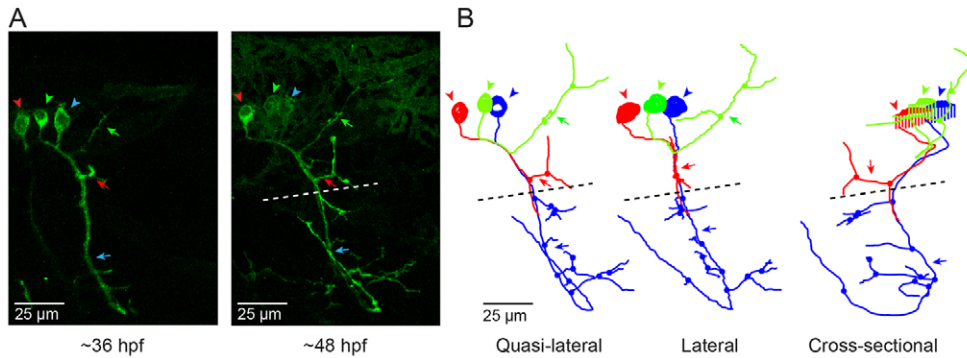 A
B
25 µm
25 µm
25 µm
~36 hpf
~48 hpf
Quasi-lateral
Lateral
Cross-sectional